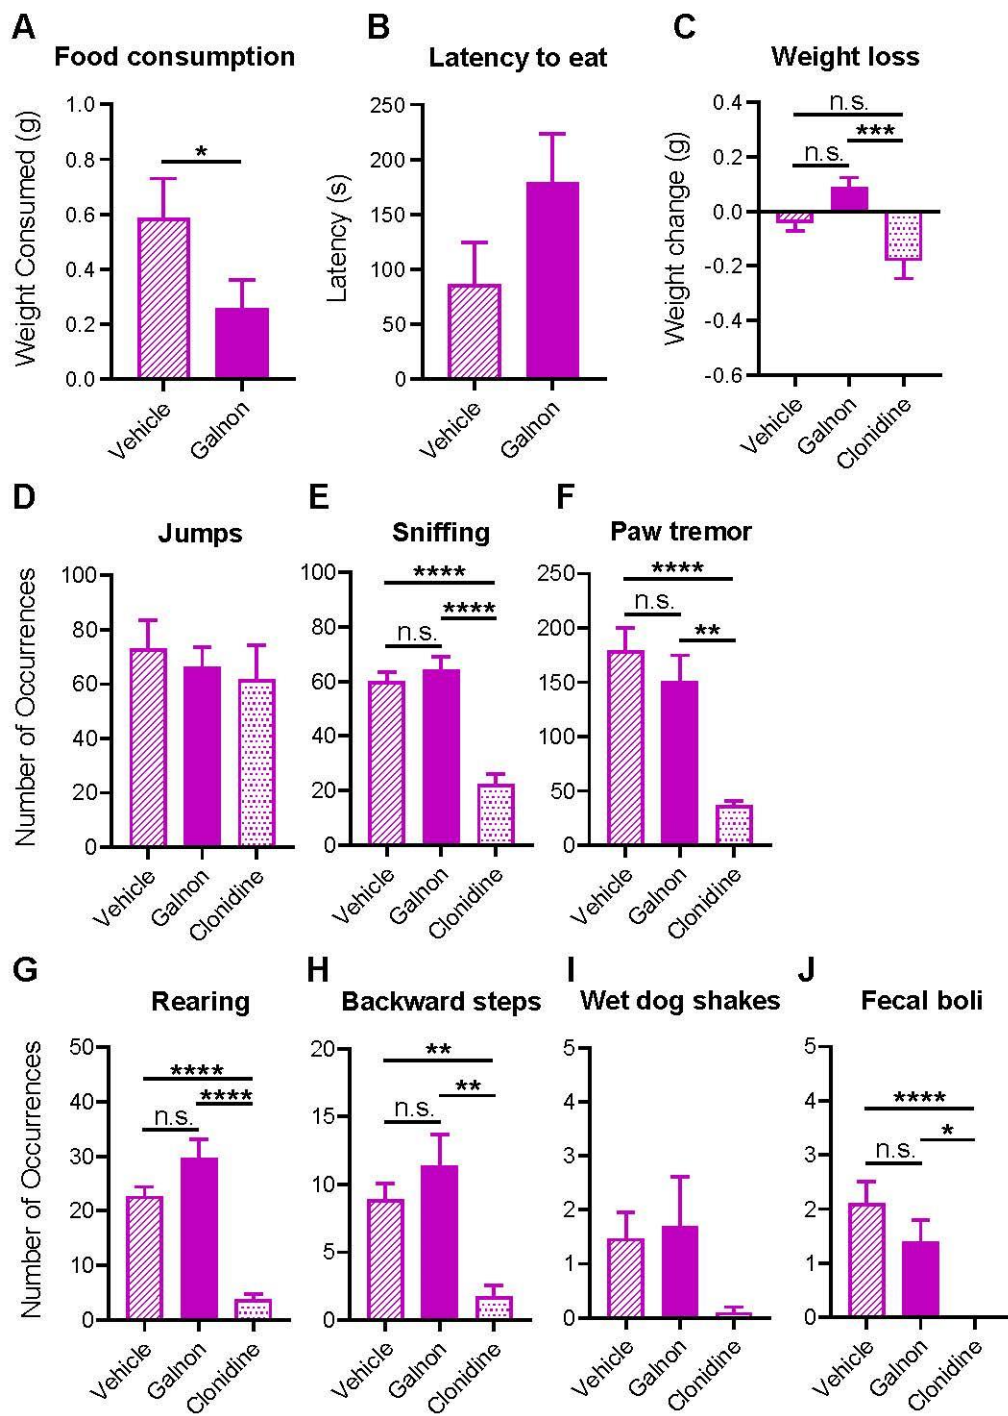 A
Food consumption
Weight Consumed (g)
1.0
0.8
0.6
0.4
0.2
0.0
*
Vehicle
Galnon
B
Latency to eat
Latency (s)
250
200
150
100
50
0
Vehicle
Galnon
C
Weight loss
Weight change (g)
0.4
0.2
0.0
-0.2
-0.4
-0.6
n.s.
***
n.s.
Vehicle
Galnon
Clonidine
D
Jumps
Number of Occurrences
100
80
60
40
20
0
Vehicle
Galnon
Clonidine
E
Sniffing
100
80
60
40
20
0
****
****
n.s.
Vehicle
Galnon
Clonidine
F
Paw tremor
250
200
150
100
50
0
****
n.s.
**
Vehicle
Galnon
Clonidine
G
Rearing
Number of Occurrences
50
40
30
20
10
0
****
****
n.s.
Vehicle
Galnon
Clonidine
H
Backward steps
20
15
10
5
0
**
**
n.s.
Vehicle
Galnon
Clonidine
I
Wet dog shakes
5
4
3
2
1
0
Vehicle
Galnon
Clonidine
J
Fecal boli
5
4
3
2
1
0
****
*
n.s.
Vehicle
Galnon
Clonidine